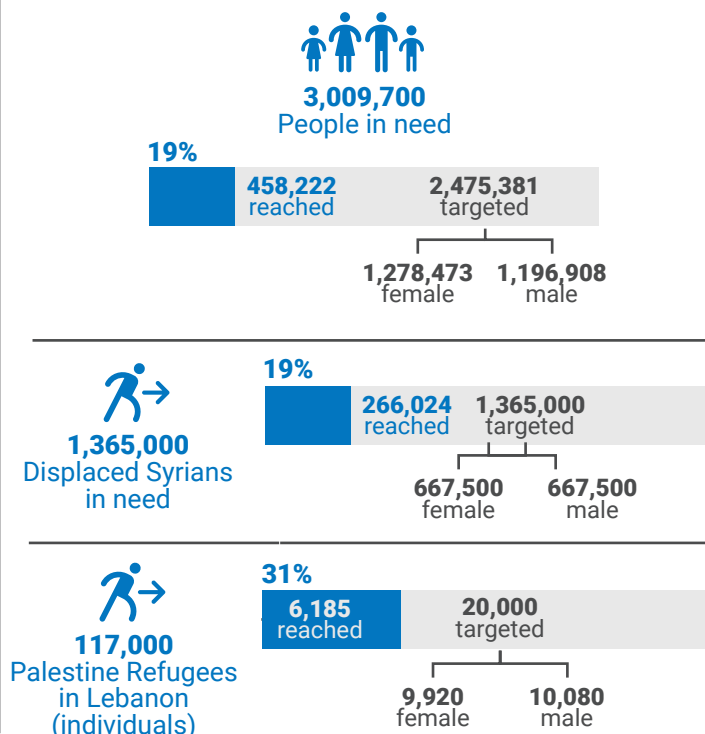 3,009,700
People in need
19%
458,222
reached
2,475,381
targeted
1,278,473
female
1,196,908
male
1,365,000
Displaced Syrians
in need
19%
266,024
reached
1,365,000
targeted
667,500
female
667,500
male
117,000
Palestine Refugees
in Lebanon
(individuals)
31%
6,185
reached
20,000
targeted
9,920
female
10,080
male